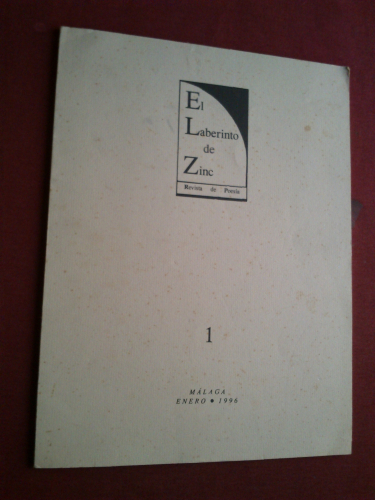 El
Laberinto
de
Zinc
Revista de Poesía
1
MÁLAGA
ENERO • 1996